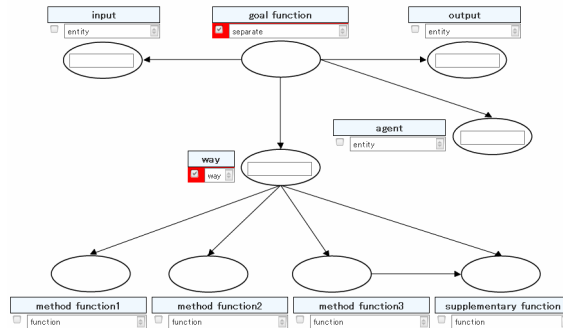 input
goal function
output
entity
separate
entity
agent
entity
way
way
method function1
method function2
method function3
supplementary function
function
function
function
function